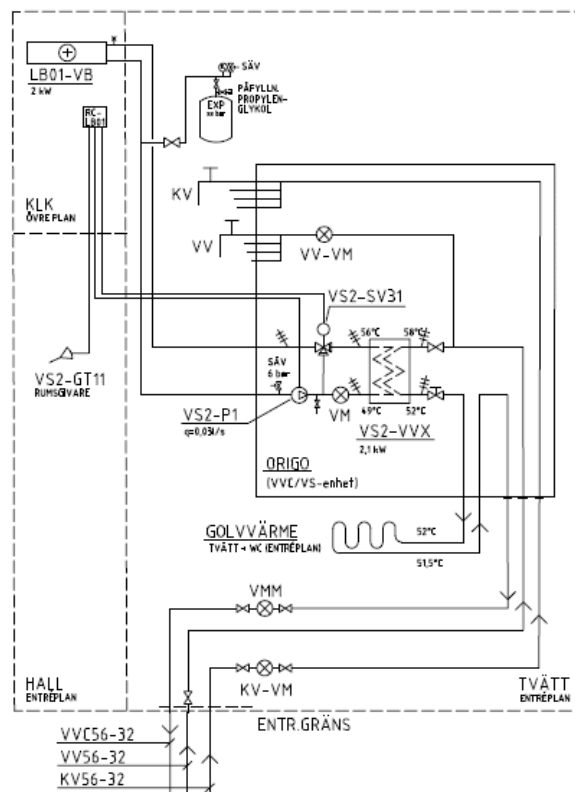 LB01-VB
2 kW
RC-
LB01
SÄV
PÅFYLLN.
PROPYLEN-
GLYKOL
EXP
KLK
ÖVRE PLAN
KV
VV
VV-VM
VS2-SV31
56°C
58°C
VS2-GT11
RUMSGIVARE
SÄV
6 bar
VS2-P1
q=0,03l/s
VM
49°C
52°C
VS2-VVX
2,1 kW
ORIGO
(VVC/VS-enhet)
GOLVVÄRME
TVÄTT + WC (ENTRÉPLAN)
52°C
51,5°C
VMM
KV-VM
HALL
ENTRÉPLAN
TVÄTT
ENTRÉPLAN
ENTR.GRÄNS
VVC56-32
VV56-32
KV56-32